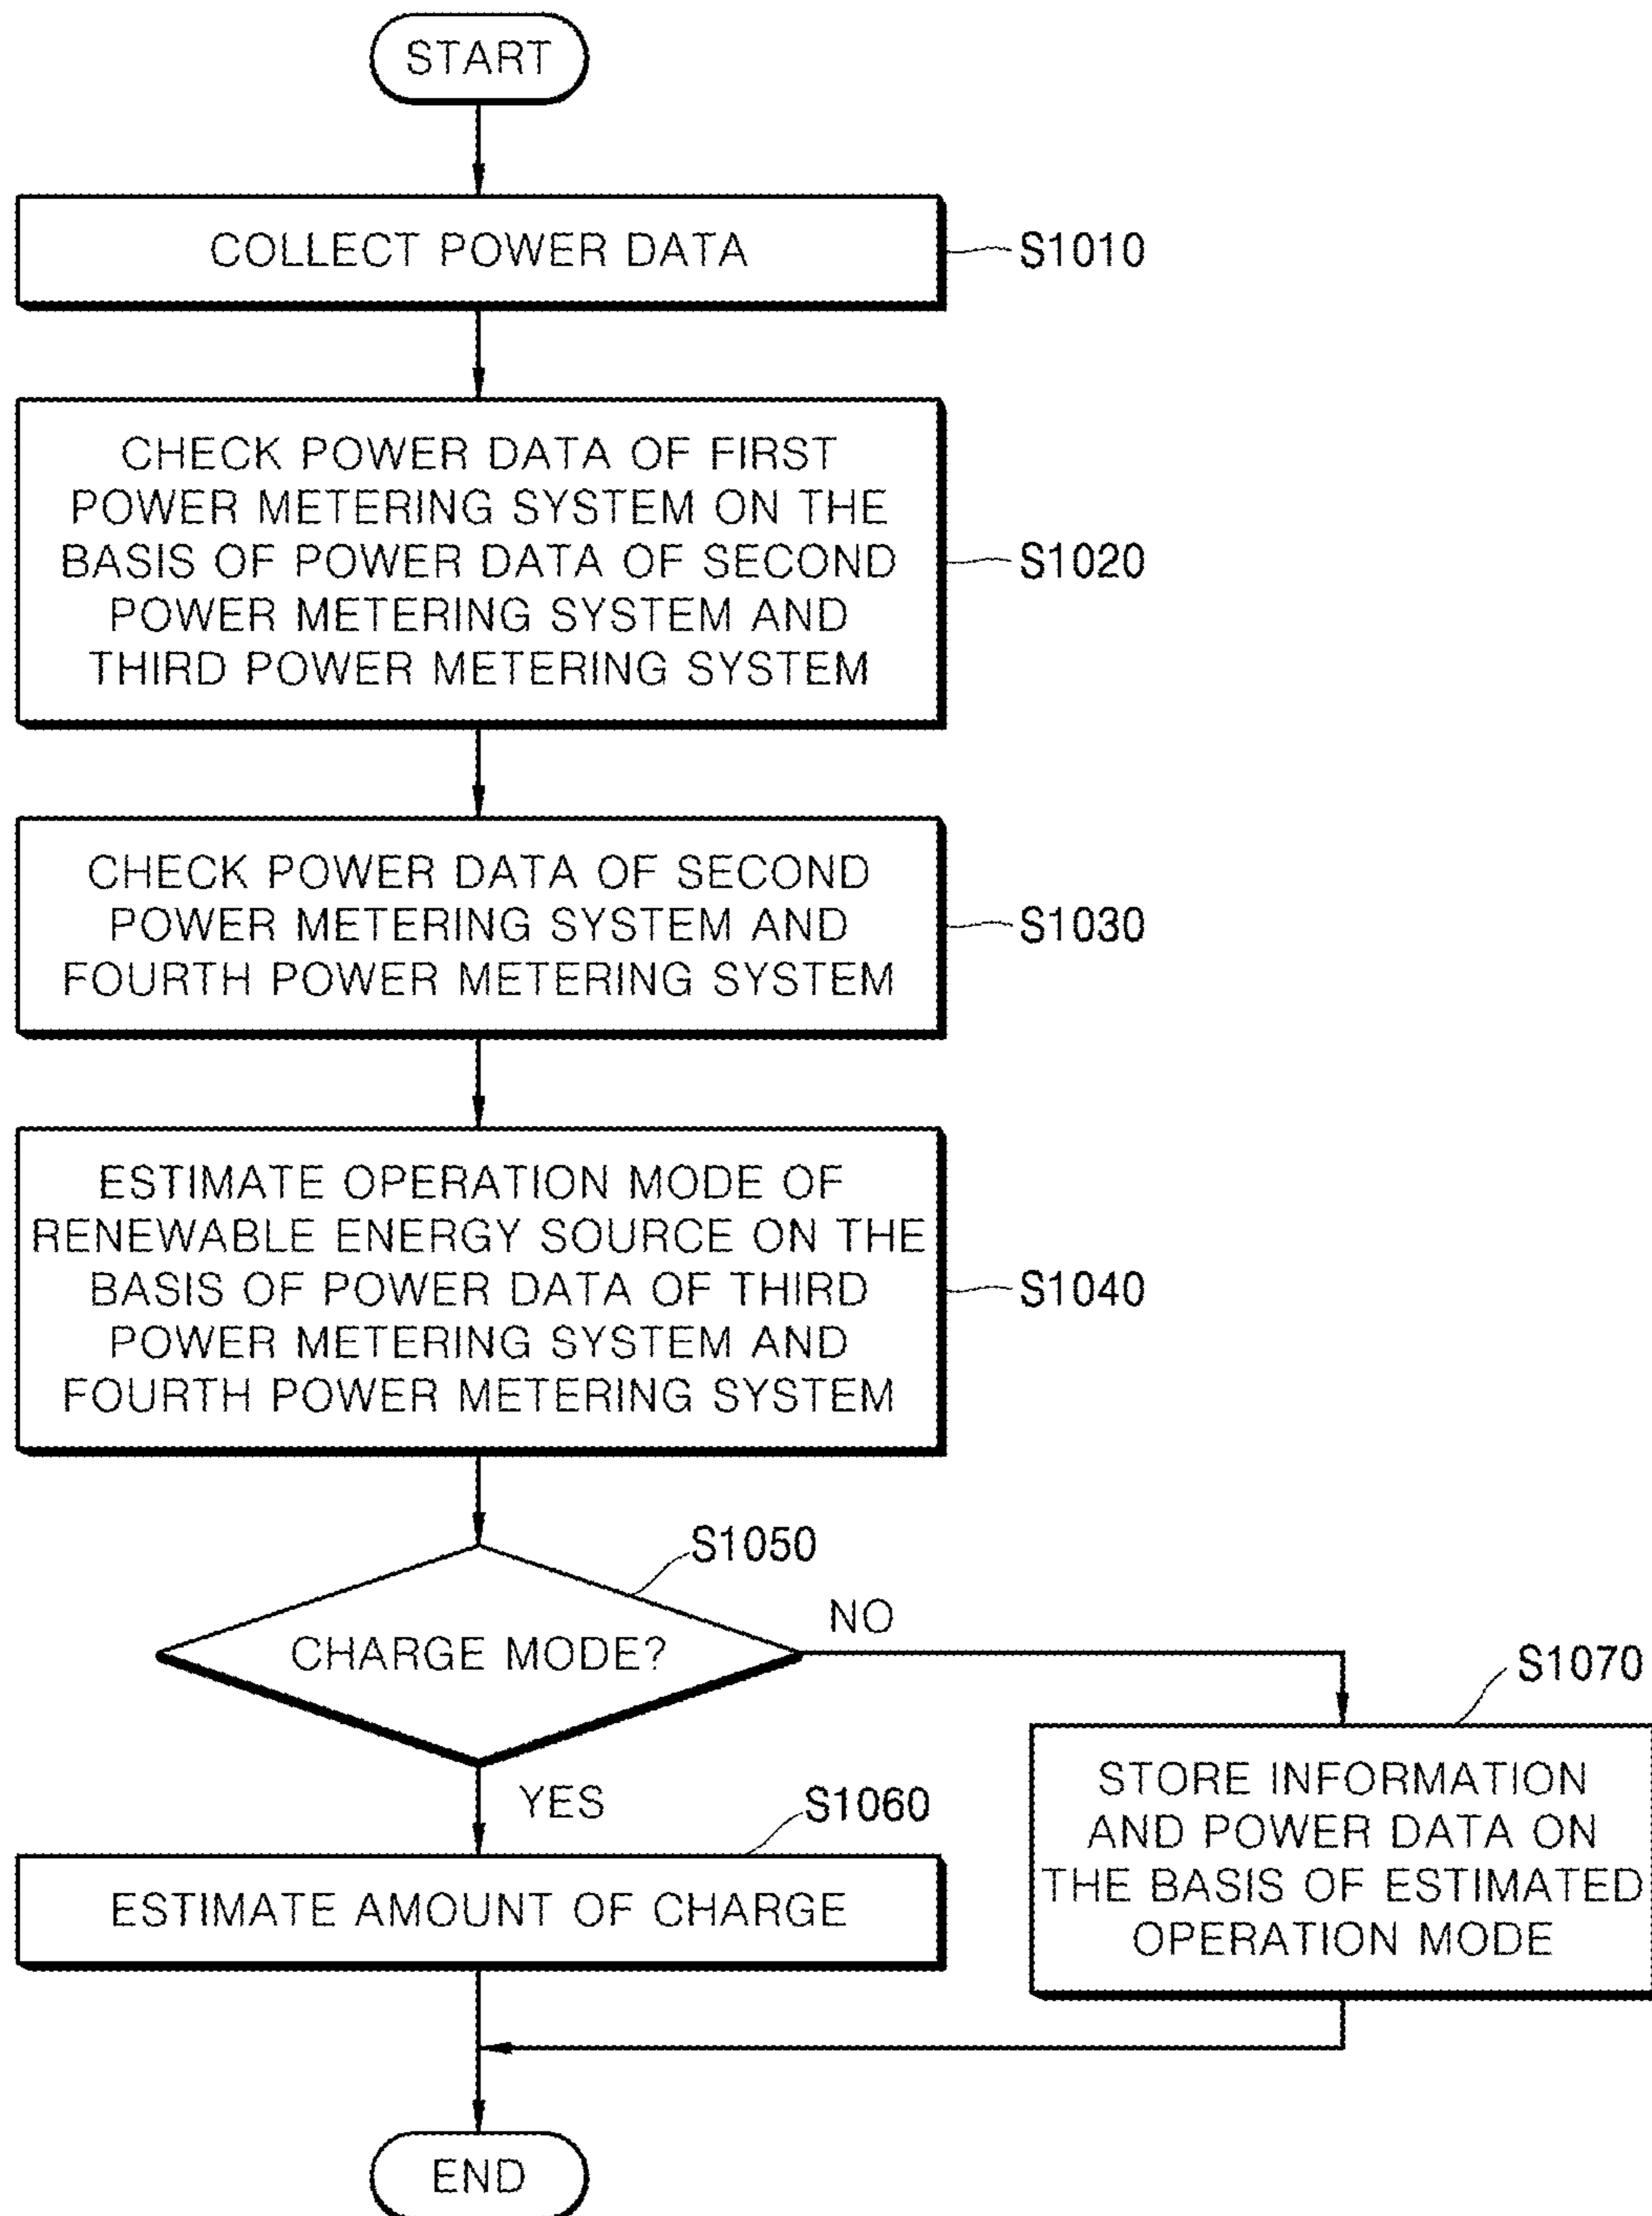 START
COLLECT POWER DATA
S1010
CHECK POWER DATA OF FIRST
POWER METERING SYSTEM ON THE
BASIS OF POWER DATA OF SECOND
POWER METERING SYSTEM AND
THIRD POWER METERING SYSTEM
S1020
CHECK POWER DATA OF SECOND
POWER METERING SYSTEM AND
FOURTH POWER METERING SYSTEM
S1030
ESTIMATE OPERATION MODE OF
RENEWABLE ENERGY SOURCE ON THE
BASIS OF POWER DATA OF THIRD
POWER METERING SYSTEM AND
FOURTH POWER METERING SYSTEM
S1040
S1050
CHARGE MODE?
NO
YES
S1060
ESTIMATE AMOUNT OF CHARGE
S1070
STORE INFORMATION
AND POWER DATA ON
THE BASIS OF ESTIMATED
OPERATION MODE
END